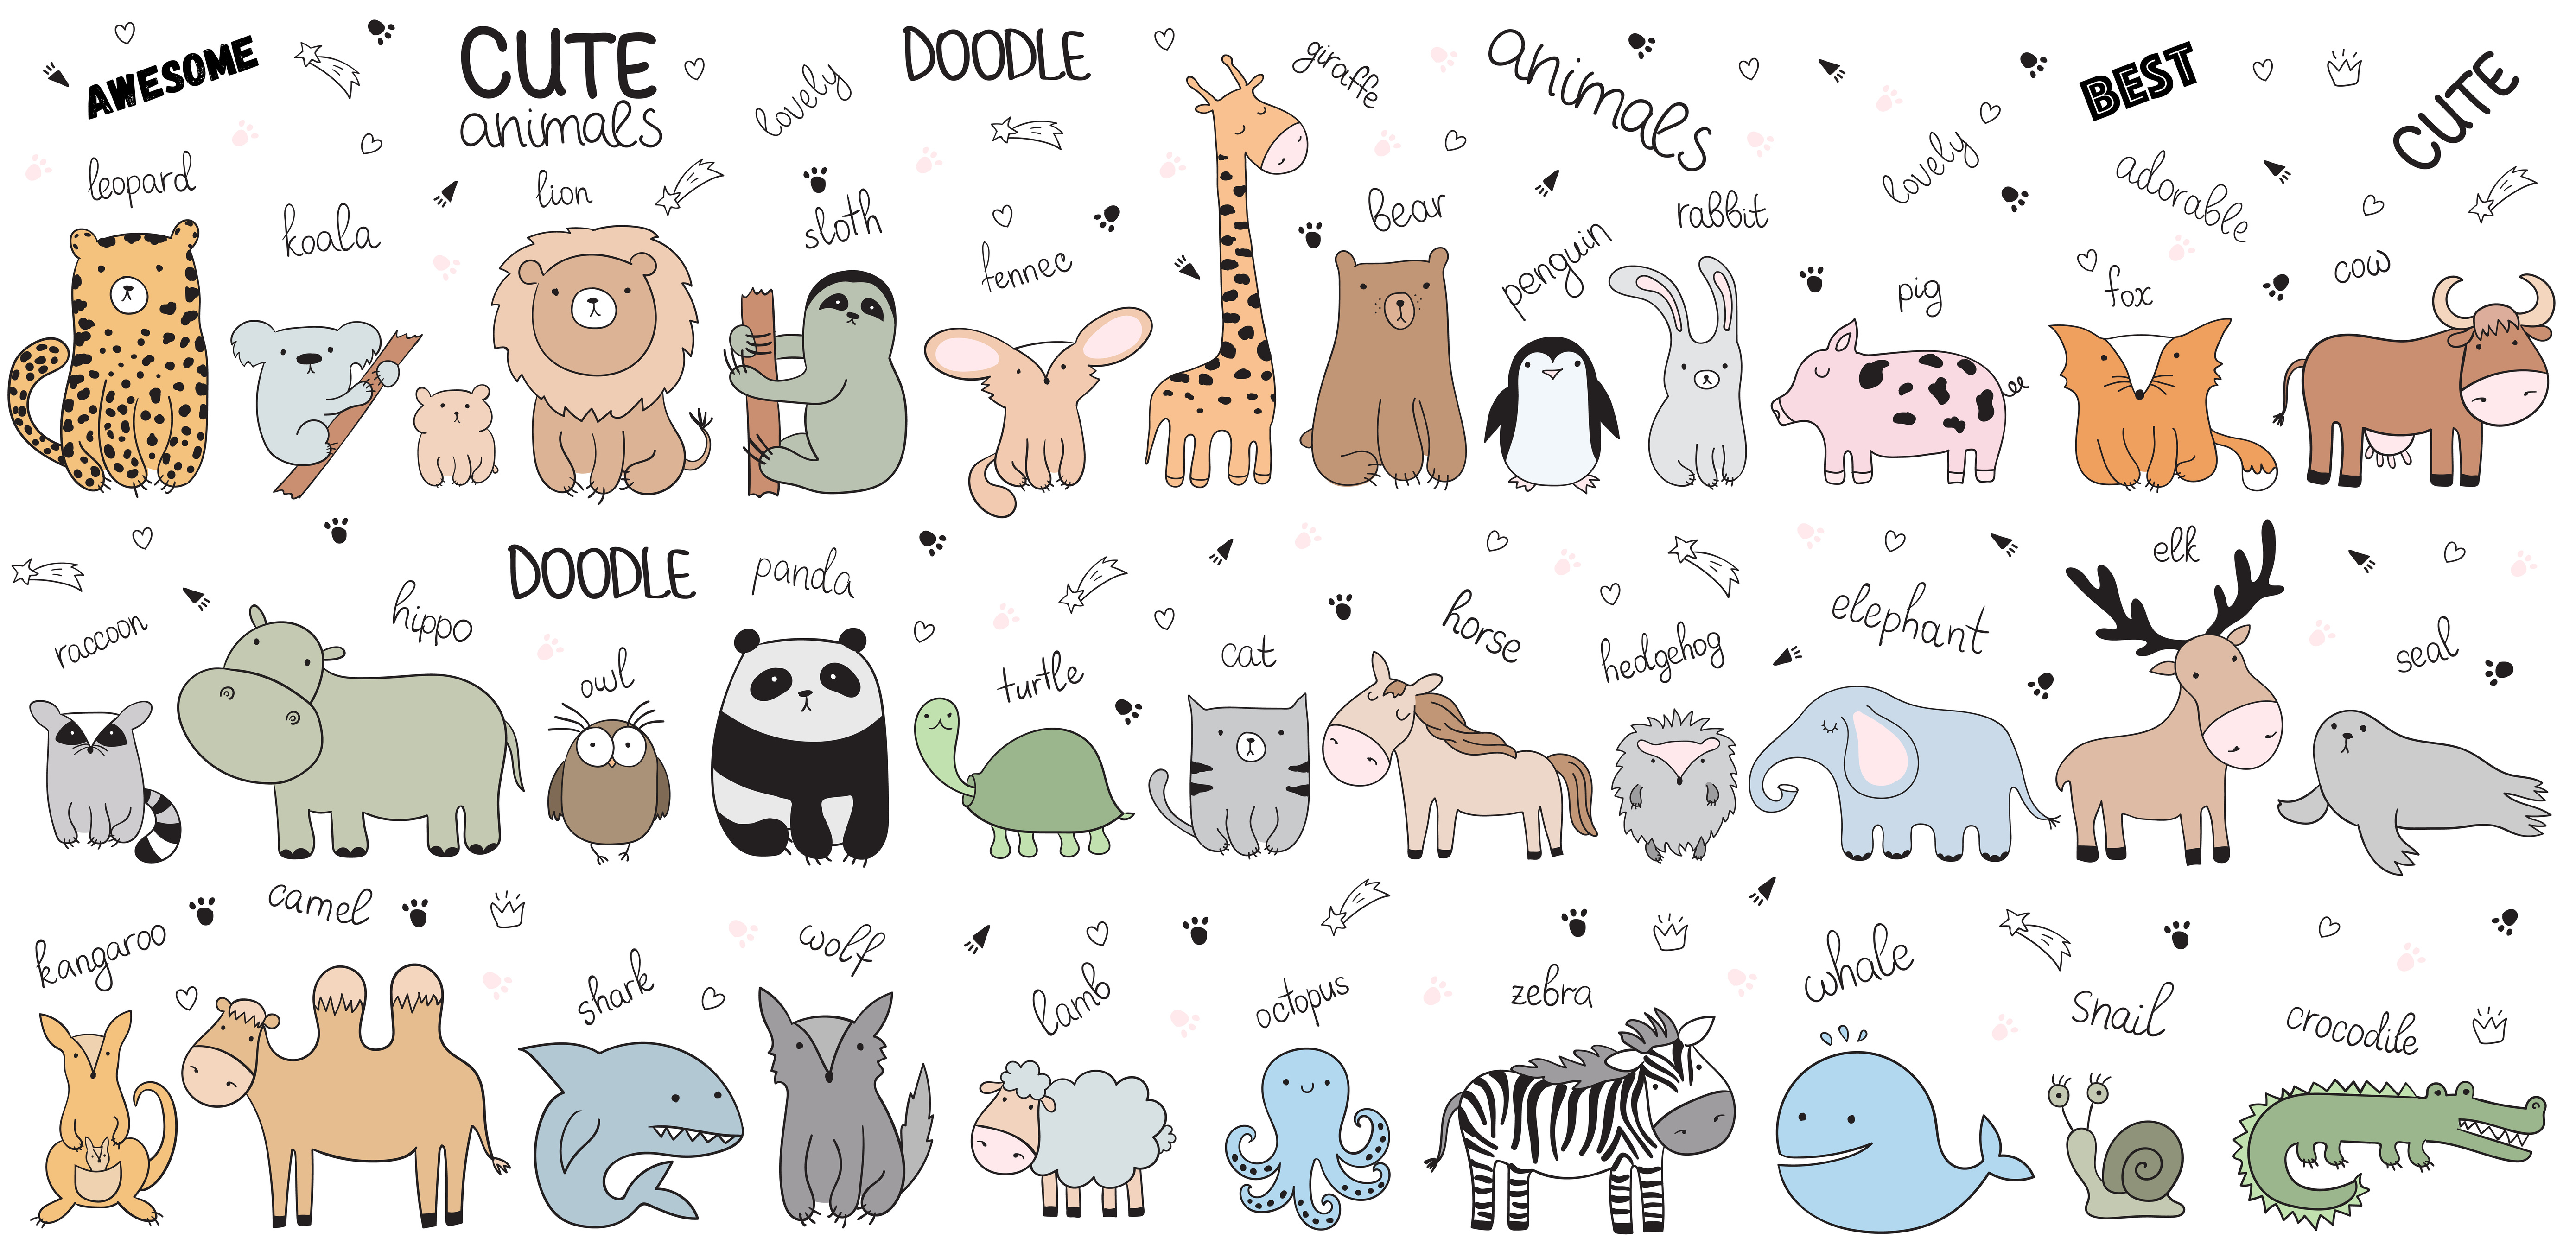 AWESOME
CUTE
animals
lovely
DOODLE
giraffe
animals
BEST
CUTE
leopard
koala
lion
sloth
fennec
bear
penguin
rabbit
lovely
pig
adorable
fox
cow
raccoon
hippo
DOODLE
owl
panda
turtle
cat
horse
hedgehog
elephant
elk
seal
kangaroo
camel
shark
wolf
lamb
octopus
zebra
whale
snail
crocodile